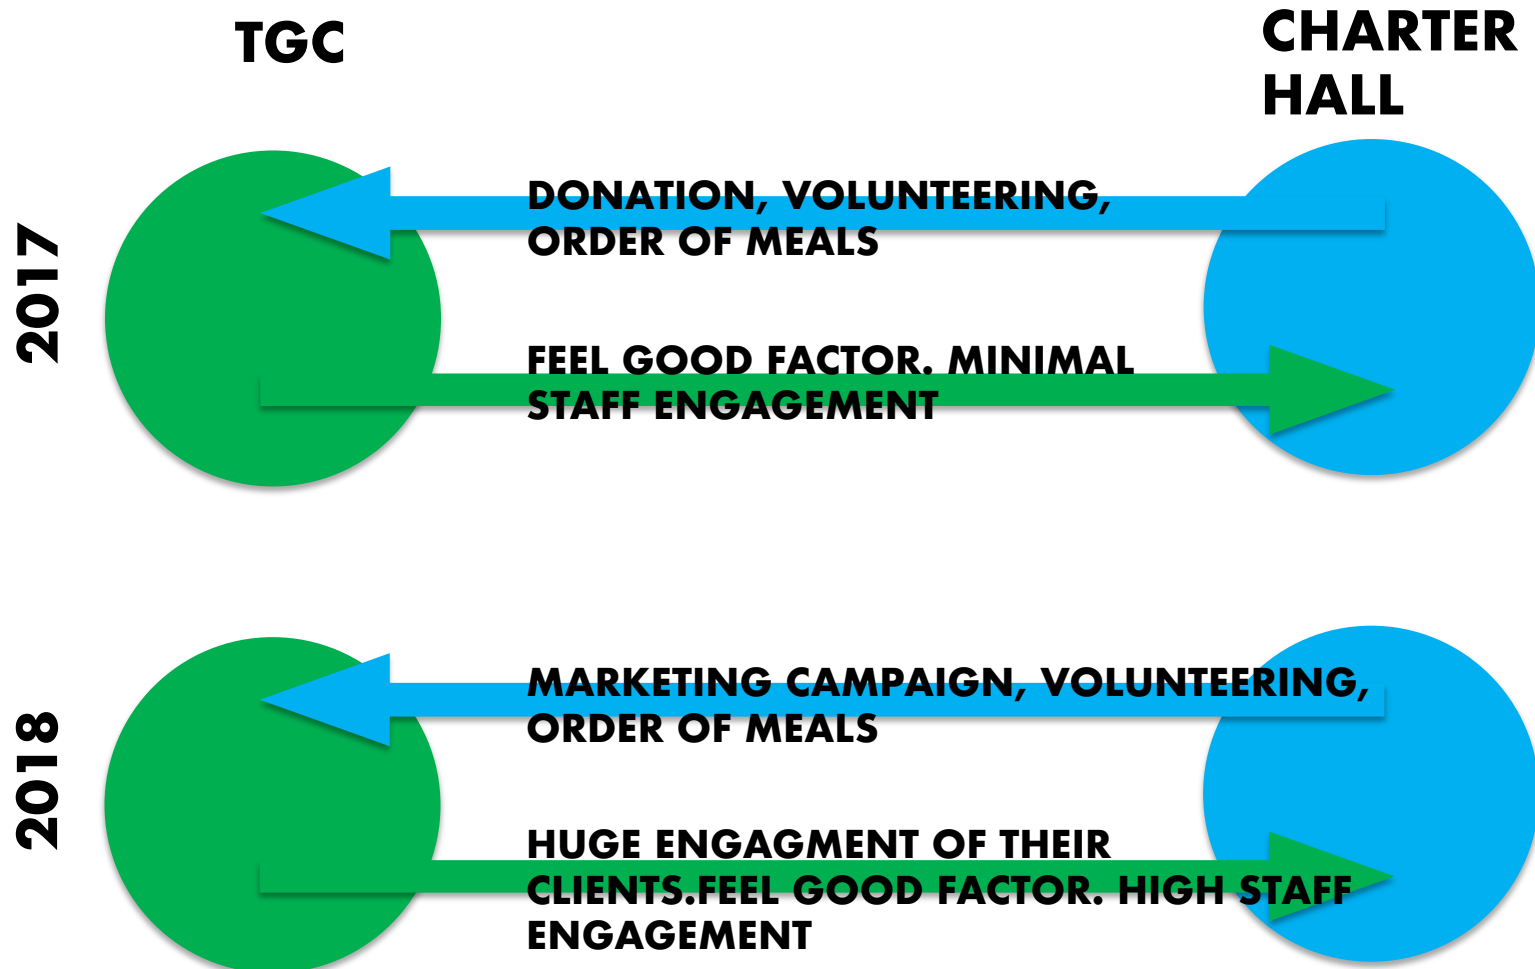 TGC
CHARTER
HALL
2017
DONATION, VOLUNTEERING,
ORDER OF MEALS
FEEL GOOD FACTOR. MINIMAL
STAFF ENGAGEMENT
2018
MARKETING CAMPAIGN, VOLUNTEERING,
ORDER OF MEALS
HUGE ENGAGMENT OF THEIR
CLIENTS.FEEL GOOD FACTOR. HIGH STAFF
ENGAGEMENT